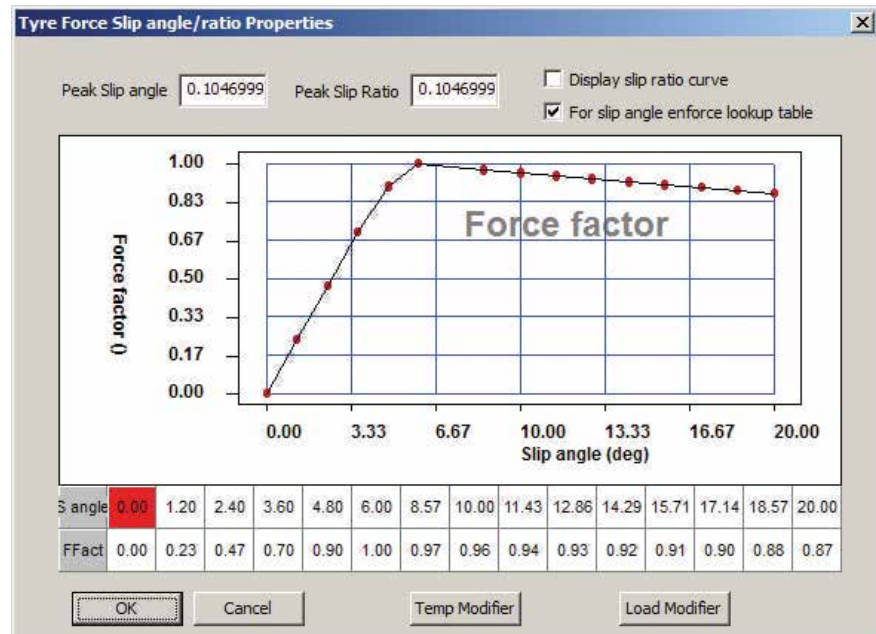 Tyre Force Slip angle/ratio Properties
Peak Slip angle 0.1046999 Peak Slip Ratio 0.1046999
Display slip ratio curve
For slip angle enforce lookup table
Force factor
Force factor ()
1.00
0.83
0.67
0.50
0.33
0.17
0.00
0.00 3.33 6.67 10.00 13.33 16.67 20.00
Slip angle (deg)
S angle 0.00 1.20 2.40 3.60 4.80 6.00 8.57 10.00 11.43 12.86 14.29 15.71 17.14 18.57 20.00
FFact 0.00 0.23 0.47 0.70 0.90 1.00 0.97 0.96 0.94 0.93 0.92 0.91 0.90 0.88 0.87
OK Cancel Temp Modifier Load Modifier